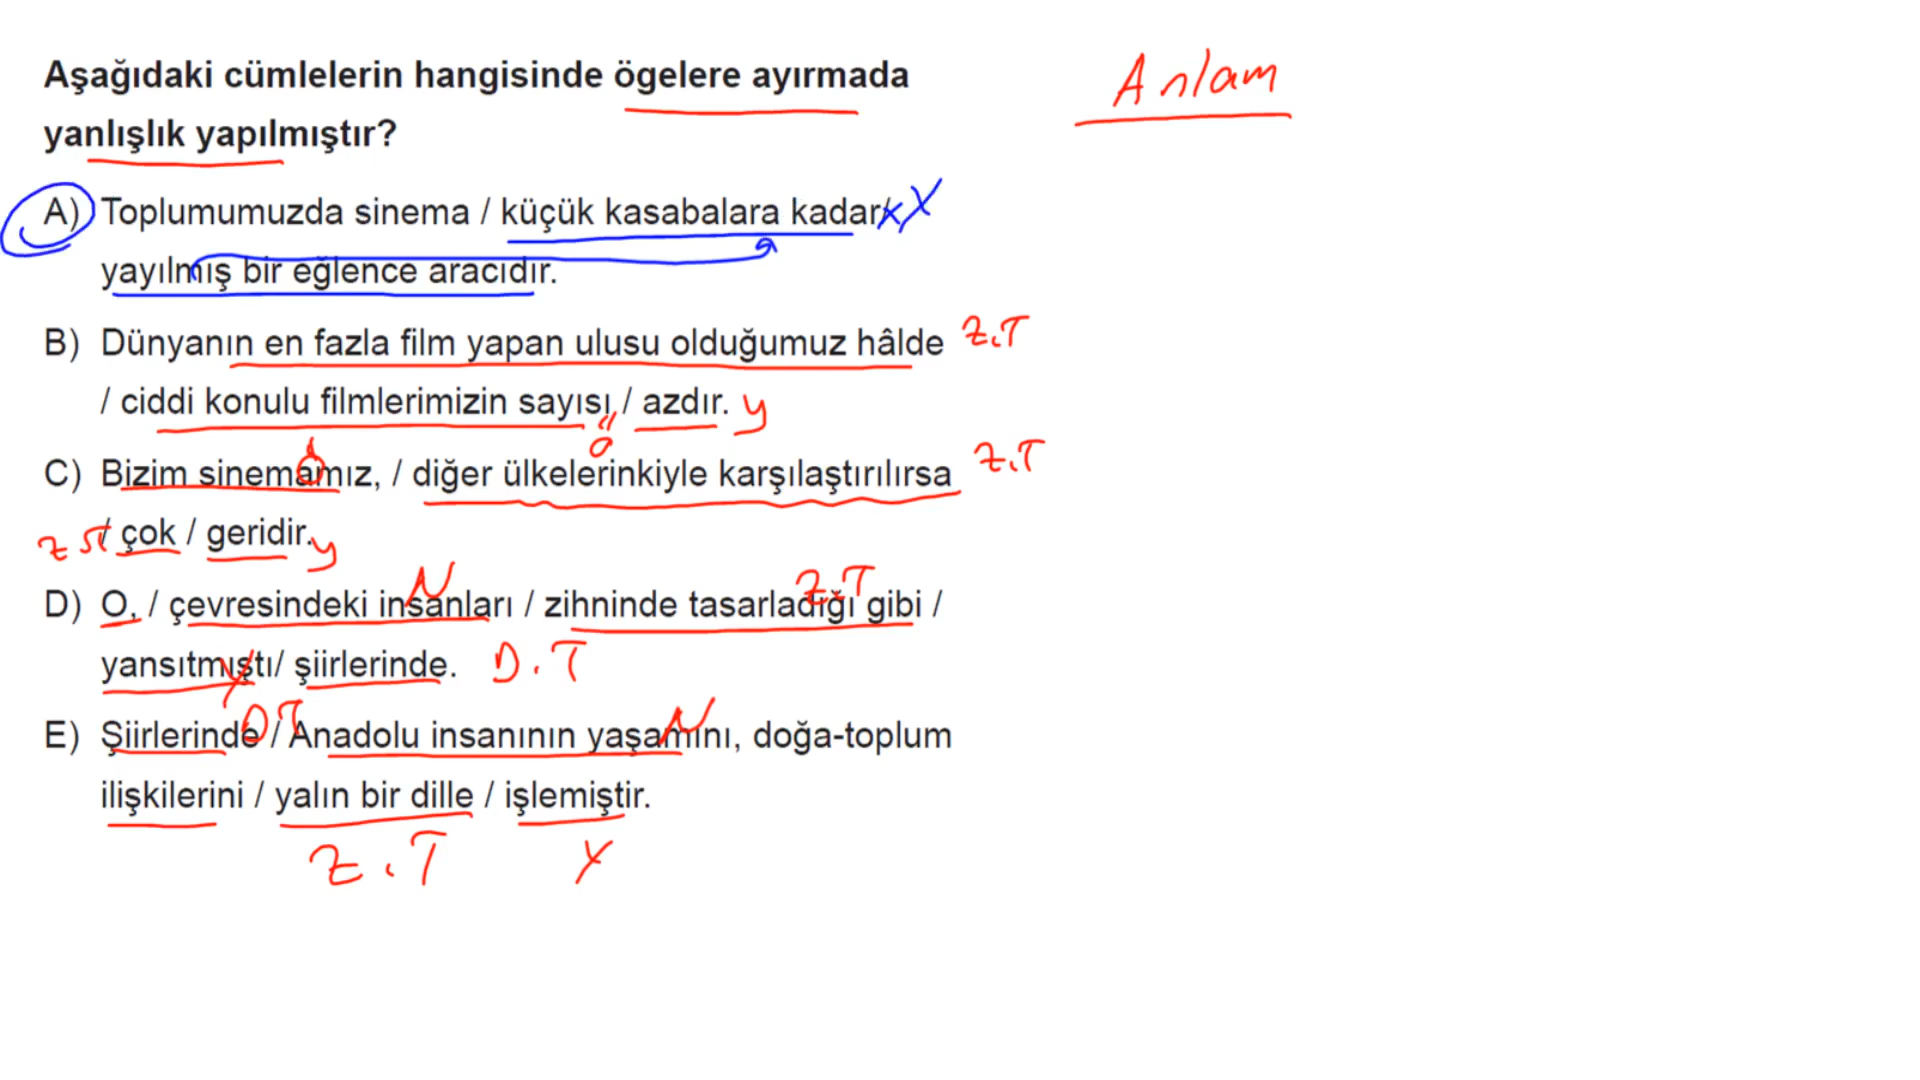 Aşağıdaki cümlelerin hangisinde ögelere ayırmada
yanlışlık yapılmıştır?
Anlam
A) Toplumumuzda sinema / küçük kasabalara kadar/ X
yayılmış bir eğlence aracıdır.
B) Dünyanın en fazla film yapan ulusu olduğumuz hâlde Z.T
/ ciddi konulu filmlerimizin sayısı / azdır. y
ö
C) Bizim sinemamız, / diğer ülkelerinkiyle karşılaştırılırsa Z.T
Z.T / çok / geridir. y
N Z.T
D) O, / çevresindeki insanları / zihninde tasarladığı gibi /
yansıtmıştı/ şiirlerinde. D.T
y
DT N
E) Şiirlerinde / Anadolu insanının yaşamını, doğa-toplum
ilişkilerini / yalın bir dille / işlemiştir.
Z.T y